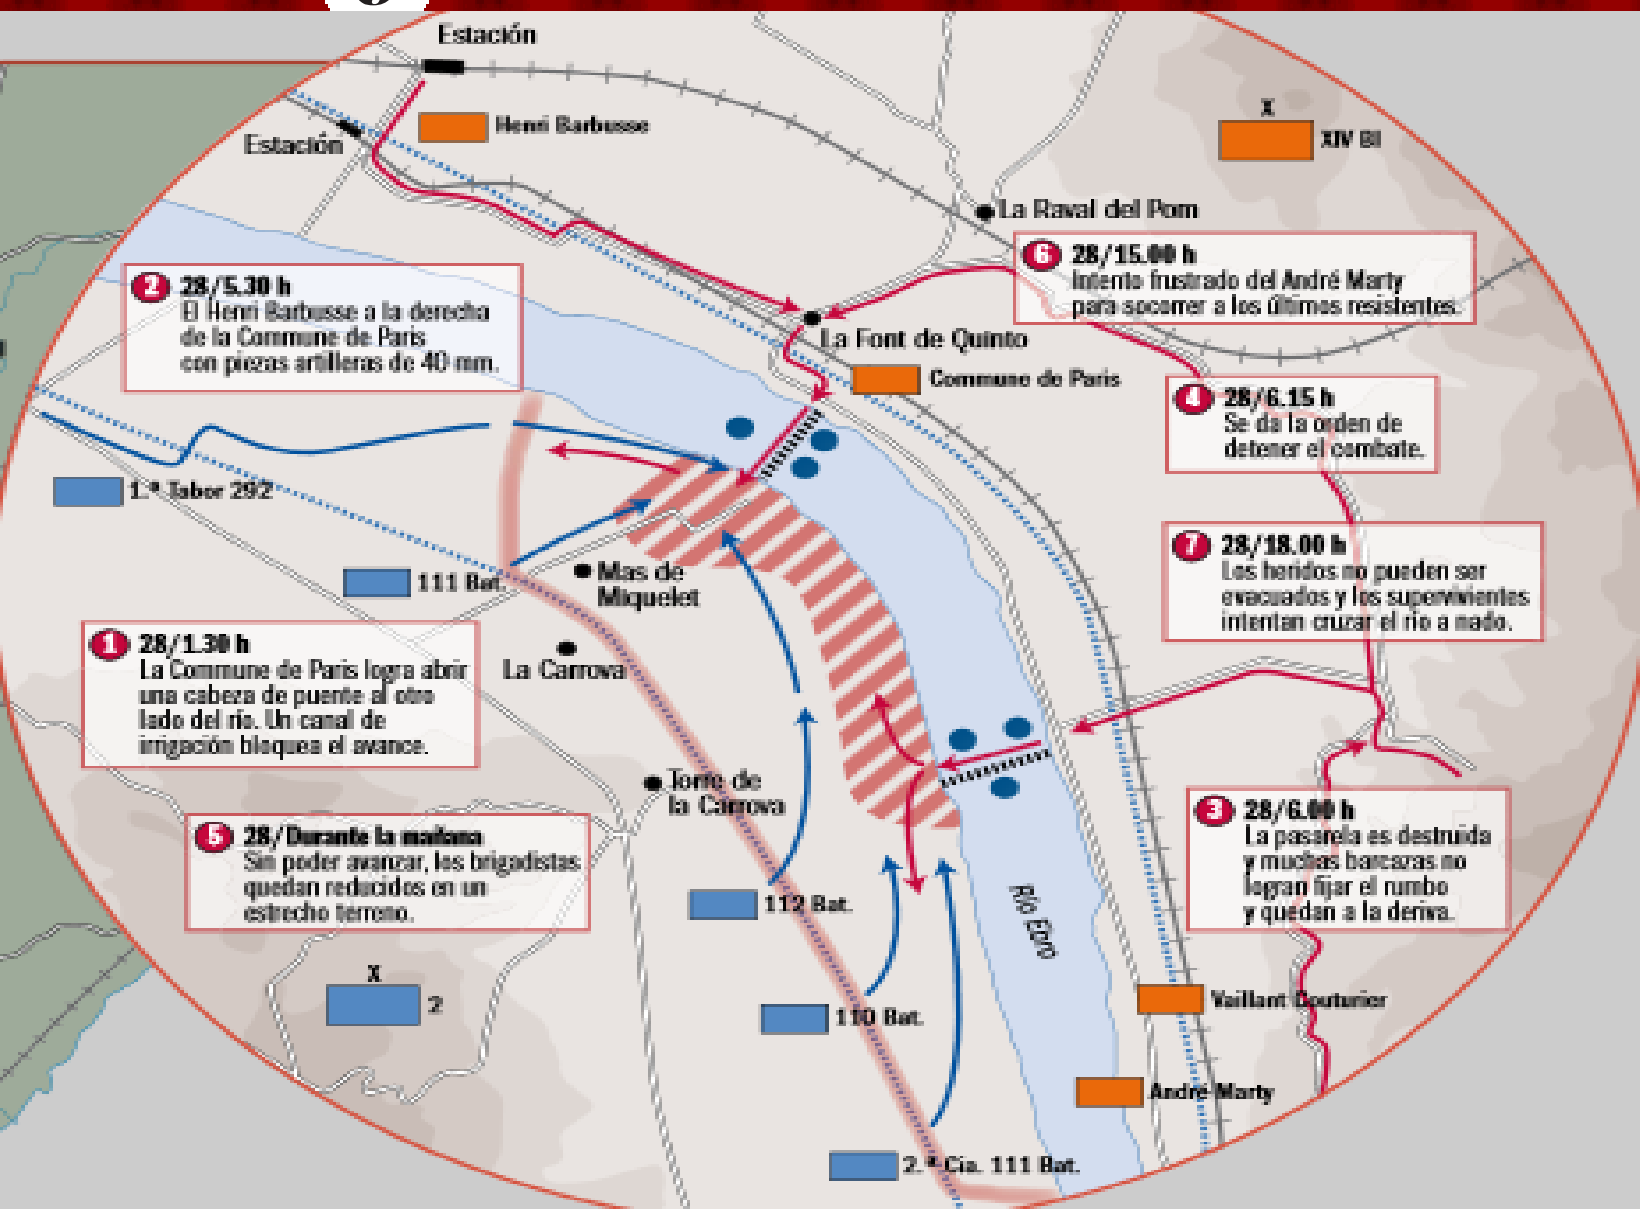 Estación
Henri Barbusse
Estación
X
XIV BI
La Raval del Pom
2 28/5.30 h
El Henri Barbusse a la derecha
de la Commune de Paris
con piezas artilleras de 40 mm.
6 28/15.00 h
Intento frustrado del André Marty
para socorrer a los últimos resistentes.
La Font de Quinto
Commune de Paris
4 28/6.15 h
Se da la orden de
detener el combate.
1.º Tabor 292
111 Bat.
Mas de
Miquelet
7 28/18.00 h
Los heridos no pueden ser
evacuados y los supervivientes
intentan cruzar el río a nado.
1 28/1.30 h
La Commune de Paris logra abrir
una cabeza de puente al otro
lado del río. Un canal de
irrigación bloquea el avance.
La Carrova
Torre de
la Carrova
5 28/Durante la mañana
Sin poder avanzar, los brigadistas
quedan reducidos en un
estrecho terreno.
3 28/6.00 h
La pasarela es destruida
y muchas barcazas no
logran fijar el rumbo
y quedan a la deriva.
112 Bat.
Río Ebro
X
2
110 Bat.
Vaillant Couturier
André Marty
2.ª Cía. 111 Bat.